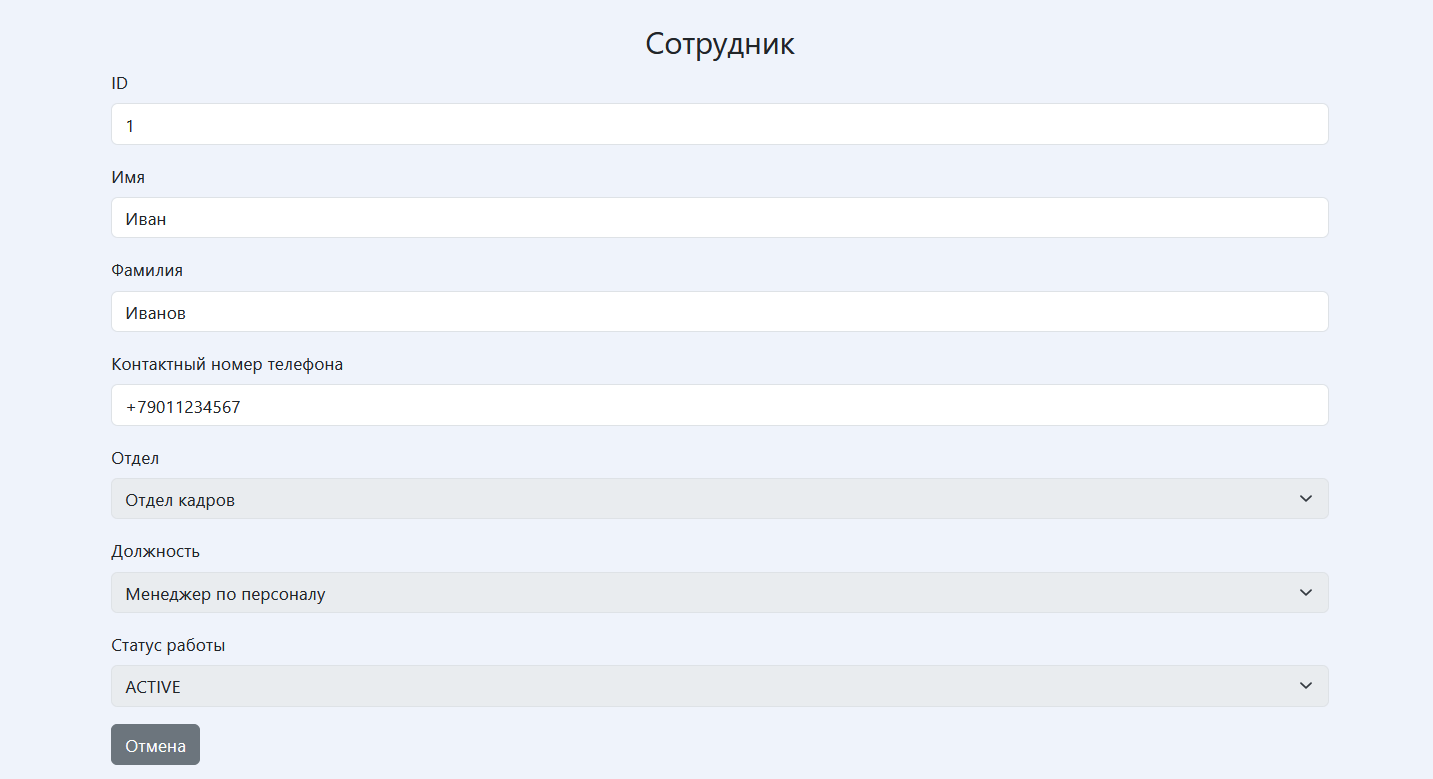 Сотрудник
ID
1
Имя
Иван
Фамилия
Иванов
Контактный номер телефона
+79011234567
Отдел
Отдел кадров
Должность
Менеджер по персоналу
Статус работы
ACTIVE
Отмена